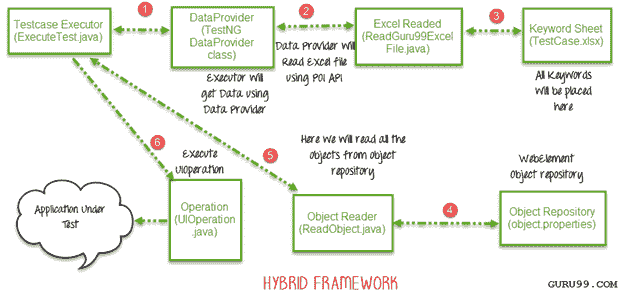 Testcase Executor
(ExecuteTest.java)
1
DataProvider
(TestNG
DataProvider
class)
2
Excel Readed
(ReadGuru99Excel
File.java)
3
Keyword Sheet
(TestCase.xlsx)
Executor Will
get Data using
Data Provider
Data Provider will
Read Excel file
using POI API
All Keywords
Will be placed
here
6
Execute
UIOperation
5
Here We will read all the
objects from object
repository
WebElement
Object repository
Application Under
Test
Operation
(UIOperation
.java)
Object Reader
(ReadObject.java)
4
Object Repository
(object.properties)
HYBRID FRAMEWORK
GURU99.COM